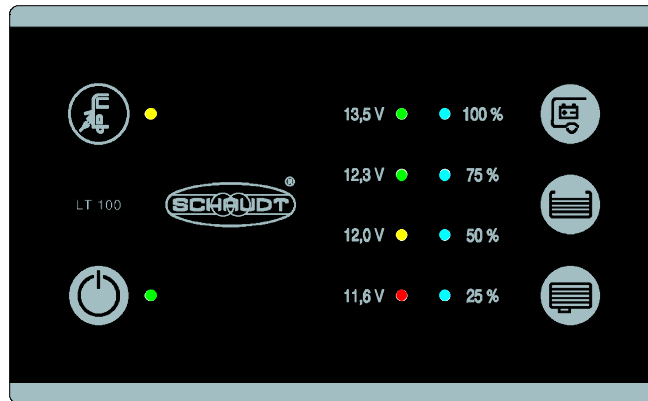 13,5 V 100 %
12,3 V 75 %
LT 100 SCHAUDT ®
12,0 V 50 %
11,6 V 25 %